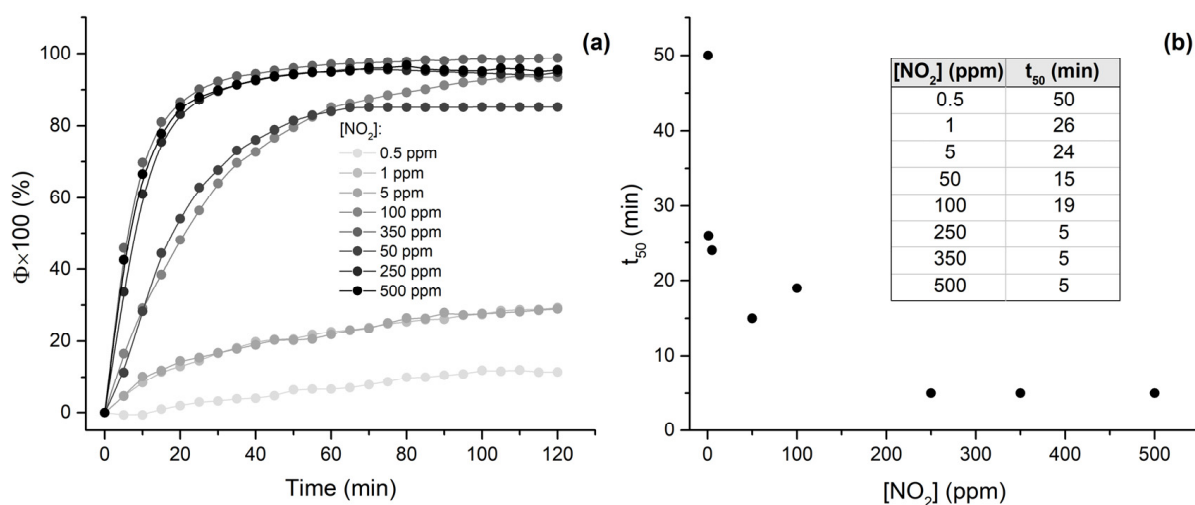 (a)
100
80
60
40
20
0
Φ×100 (%)
[NO₂]:
0.5 ppm
1 ppm
5 ppm
100 ppm
350 ppm
50 ppm
250 ppm
500 ppm
0 20 40 60 80 100 120
Time (min)
(b)
50
40
30
20
10
0
t₅₀ (min)
[NO₂] (ppm) t₅₀ (min)
0.5 50
1 26
5 24
50 15
100 19
250 5
350 5
500 5
0 100 200 300 400 500
[NO₂] (ppm)